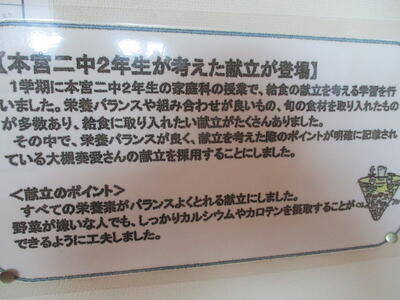 【本宮二中2年生が考えた献立が登場】
1学期に本宮二中2年生の家庭科の授業で、給食の献立を考える学習を行
いました。栄養バランスや組み合わせが良いもの、旬の食材を取り入れたもの
が多数あり、給食に取り入れたい献立がたくさんありました。
その中で、栄養バランスが良く、献立を考えた際のポイントが明確に記載され
ている大槻奏愛さんの献立を採用することにしました。
＜献立のポイント＞
すべての栄養素がバランスよくとれる献立にしました。
野菜が嫌いな人でも、しっかりカルシウムやカロテンを摂取することが
できるように工夫しました。